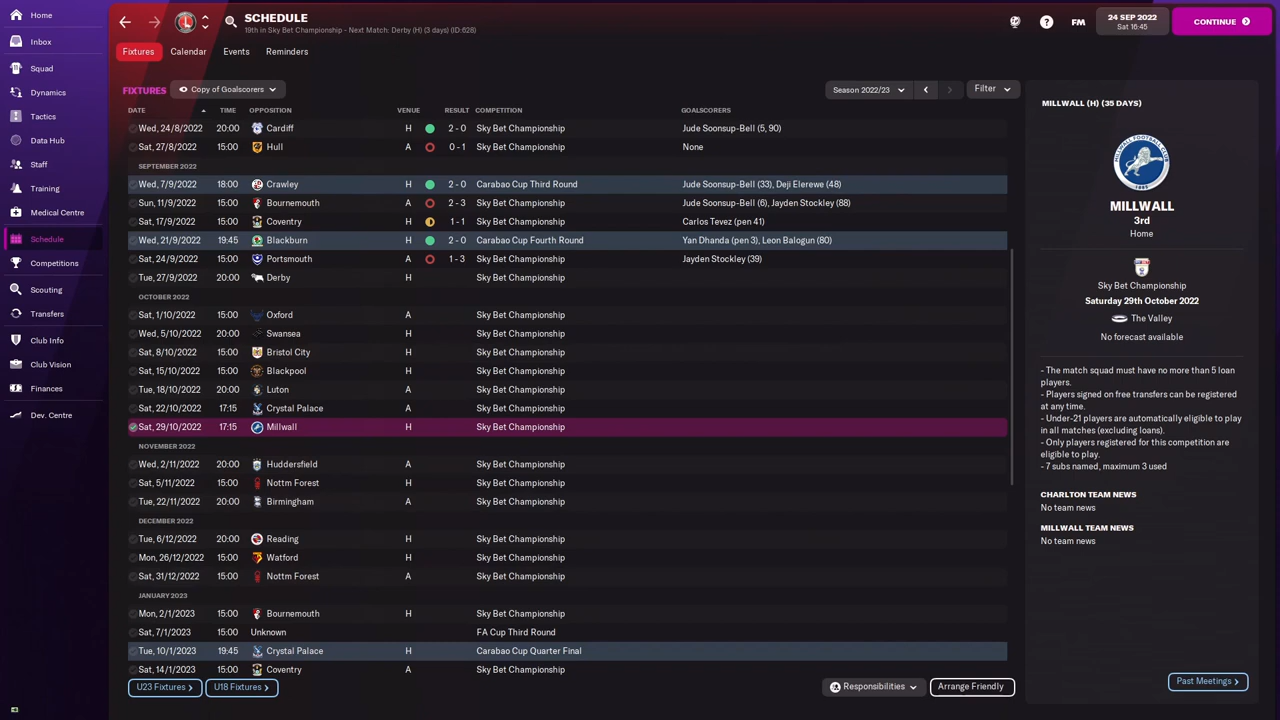 Home
Inbox
Squad
Dynamics
Tactics
Data Hub
Staff
Training
Medical Centre
Schedule
Competitions
Scouting
Transfers
Club Info
Club Vision
Finances
Dev. Centre
SCHEDULE
19th in Sky Bet Championship - Next Match: Derby (H) (3 days) (ID:628)
FM
24 SEP 2022
Sat 16:45
CONTINUE
Fixtures Calendar Events Reminders
FIXTURES Copy of Goalscorers Season 2022/23 Filter
DATE TIME OPPOSITION VENUE RESULT COMPETITION GOALSCORERS
Wed, 24/8/2022 20:00 Cardiff H 2 - 0 Sky Bet Championship Jude Soonsup-Bell (5, 90)
Sat, 27/8/2022 15:00 Hull A 0 - 1 Sky Bet Championship None
SEPTEMBER 2022
Wed, 7/9/2022 18:00 Crawley H 2 - 0 Carabao Cup Third Round Jude Soonsup-Bell (33), Deji Elerewe (48)
Sun, 11/9/2022 15:00 Bournemouth A 2 - 3 Sky Bet Championship Jude Soonsup-Bell (6), Jayden Stockley (88)
Sat, 17/9/2022 15:00 Coventry H 1 - 1 Sky Bet Championship Carlos Tevez (pen 41)
Wed, 21/9/2022 19:45 Blackburn H 2 - 0 Carabao Cup Fourth Round Yan Dhanda (pen 3), Leon Balogun (80)
Sat, 24/9/2022 15:00 Portsmouth A 1 - 3 Sky Bet Championship Jayden Stockley (39)
Tue, 27/9/2022 20:00 Derby H Sky Bet Championship
OCTOBER 2022
Sat, 1/10/2022 15:00 Oxford A Sky Bet Championship
Wed, 5/10/2022 20:00 Swansea H Sky Bet Championship
Sat, 8/10/2022 15:00 Bristol City H Sky Bet Championship
Sat, 15/10/2022 15:00 Blackpool H Sky Bet Championship
Tue, 18/10/2022 20:00 Luton A Sky Bet Championship
Sat, 22/10/2022 17:15 Crystal Palace A Sky Bet Championship
Sat, 29/10/2022 17:15 Millwall H Sky Bet Championship
NOVEMBER 2022
Wed, 2/11/2022 20:00 Huddersfield A Sky Bet Championship
Sat, 5/11/2022 15:00 Nottm Forest H Sky Bet Championship
Tue, 22/11/2022 20:00 Birmingham A Sky Bet Championship
DECEMBER 2022
Tue, 6/12/2022 20:00 Reading H Sky Bet Championship
Mon, 26/12/2022 15:00 Watford H Sky Bet Championship
Sat, 31/12/2022 15:00 Nottm Forest A Sky Bet Championship
JANUARY 2023
Mon, 2/1/2023 15:00 Bournemouth H Sky Bet Championship
Sat, 7/1/2023 15:00 Unknown FA Cup Third Round
Tue, 10/1/2023 19:45 Crystal Palace H Carabao Cup Quarter Final
Sat, 14/1/2023 15:00 Coventry A Sky Bet Championship
U23 Fixtures U18 Fixtures Responsibilities Arrange Friendly
MILLWALL (H) (35 DAYS)
MILLWALL FOOTBALL CLUB
1885
MILLWALL
3rd
Home
Sky Bet Championship
Saturday 29th October 2022
The Valley
No forecast available
- The match squad must have no more than 5 loan
players.
- Players signed on free transfers can be registered
at any time.
- Under-21 players are automatically eligible to play
in all matches (excluding loans).
- Only players registered for this competition are
eligible to play.
- 7 subs named, maximum 3 used
CHARLTON TEAM NEWS
No team news
MILLWALL TEAM NEWS
No team news
Past Meetings